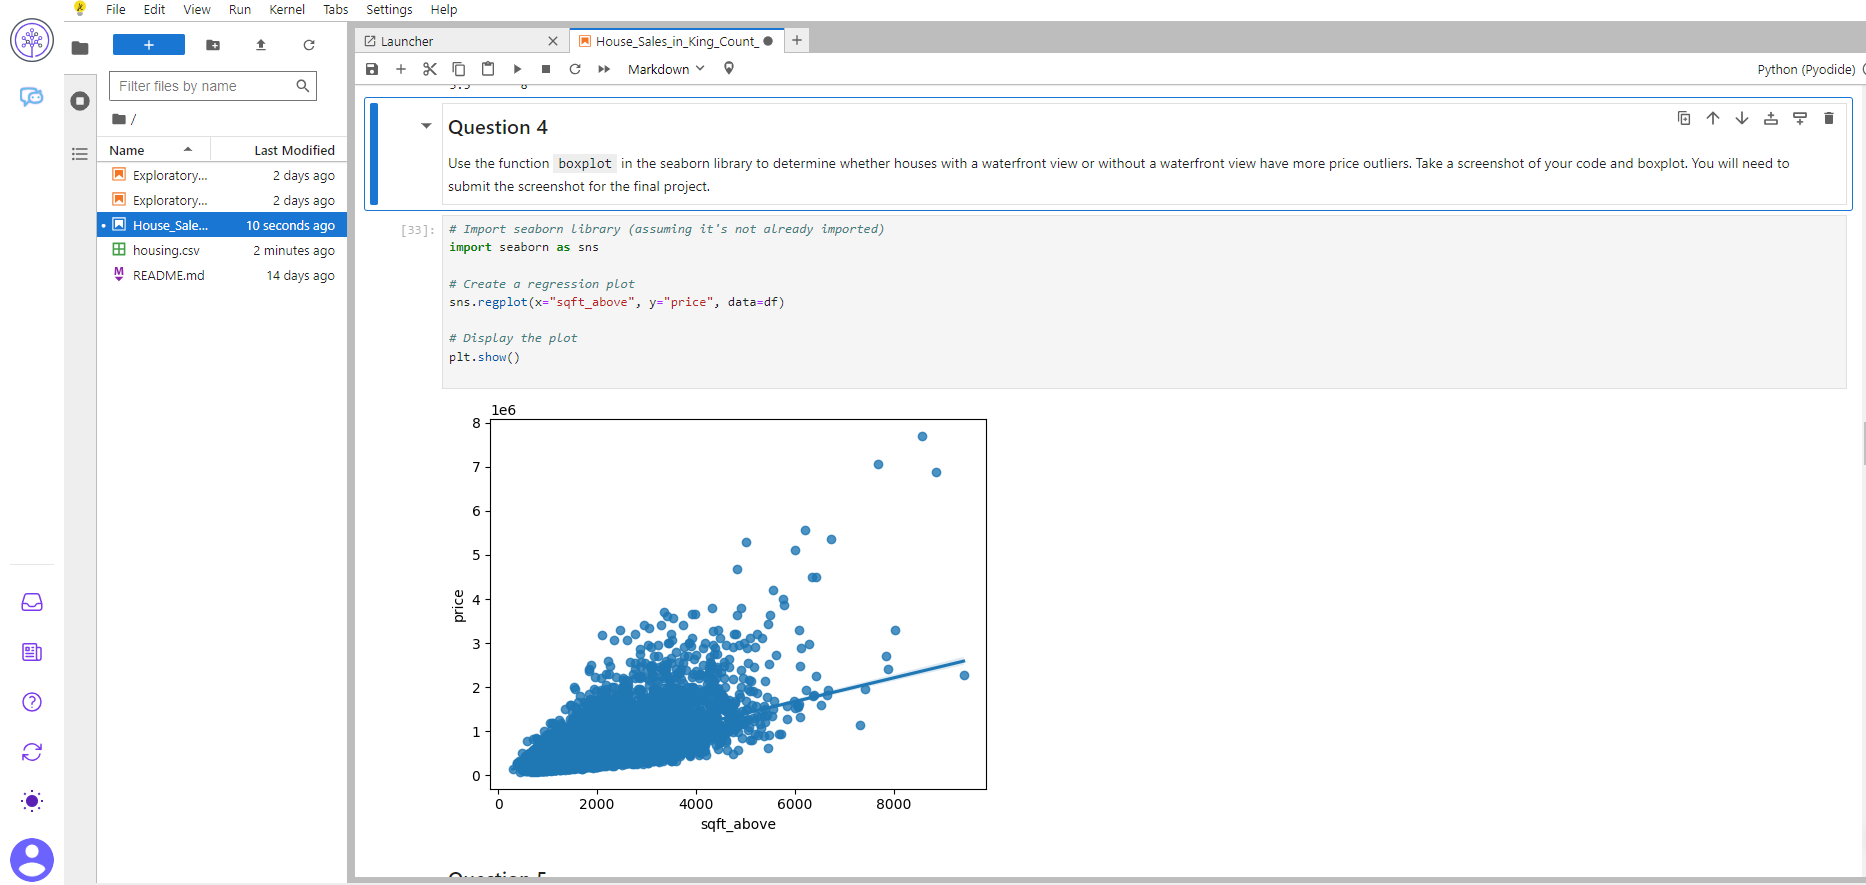 File Edit View Run Kernel Tabs Settings Help
Launcher
House_Sales_in_King_Count_
Filter files by name
Markdown
Python (Pyodide)
/
Name Last Modified
Exploratory... 2 days ago
Exploratory... 2 days ago
House_Sale... 10 seconds ago
housing.csv 2 minutes ago
README.md 14 days ago
Question 4
Use the function boxplot in the seaborn library to determine whether houses with a waterfront view or without a waterfront view have more price outliers. Take a screenshot of your code and boxplot. You will need to
submit the screenshot for the final project.
[33]:
# Import seaborn library (assuming it's not already imported)
import seaborn as sns
# Create a regression plot
sns.regplot(x="sqft_above", y="price", data=df)
# Display the plot
plt.show()
1e6
8
7
6
5
4
3
2
1
0
price
0 2000 4000 6000 8000
sqft_above
Question 5